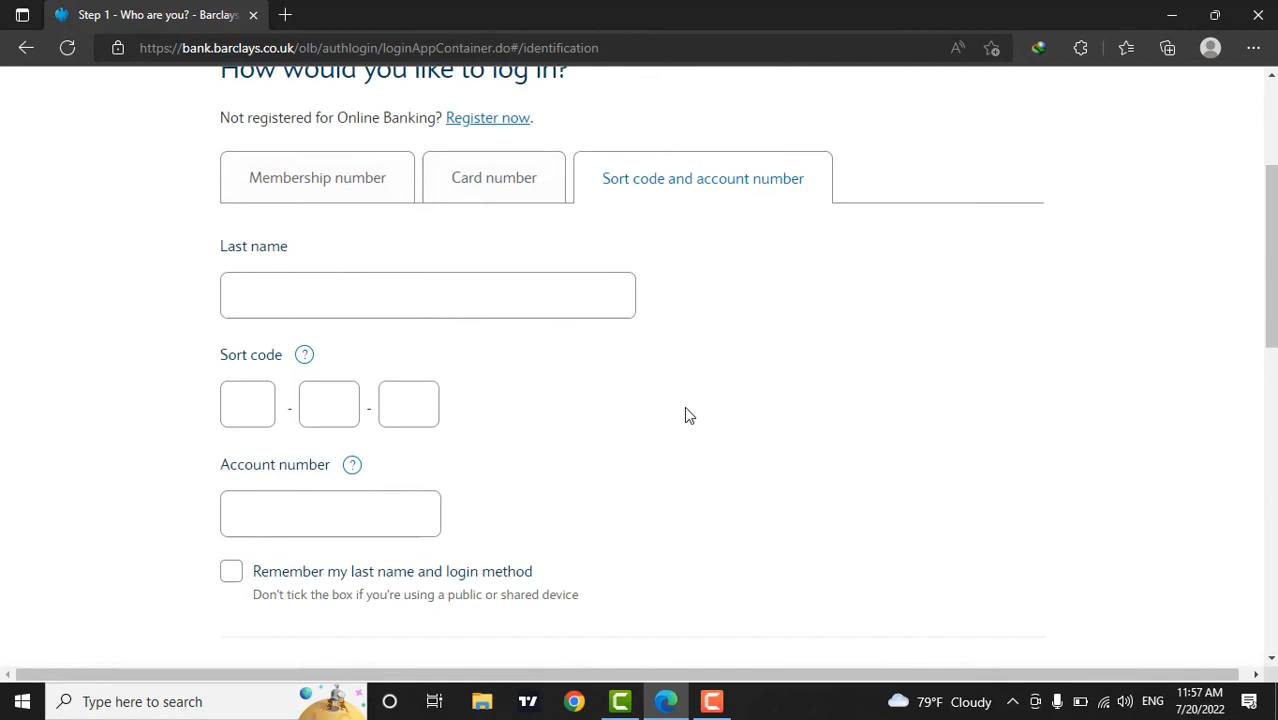 Step 1 - Who are you? - Barclays
https://bank.barclays.co.uk/olb/authlogin/loginAppContainer.do#/identification
How would you like to log in?
Not registered for Online Banking? Register now.
Membership number
Card number
Sort code and account number
Last name
Sort code ?
- -
Account number ?
Remember my last name and login method
Don't tick the box if you're using a public or shared device
Type here to search
79°F Cloudy
ENG
11:57 AM
7/20/2022